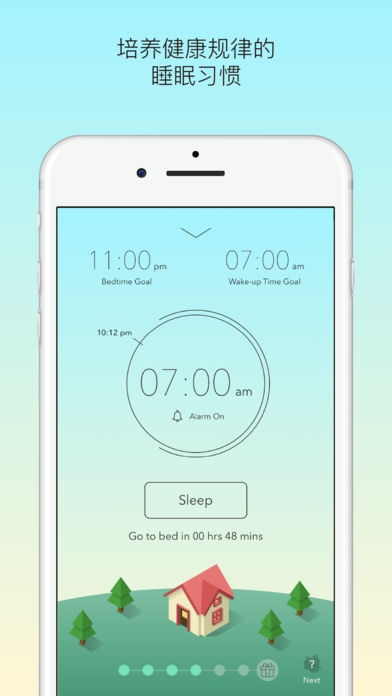 培养健康规律的
睡眠习惯
11:00 pm 07:00 am
Bedtime Goal Wake-up Time Goal
10:12 pm
07:00 am
Alarm On
Sleep
Go to bed in 00 hrs 48 mins
?
Next